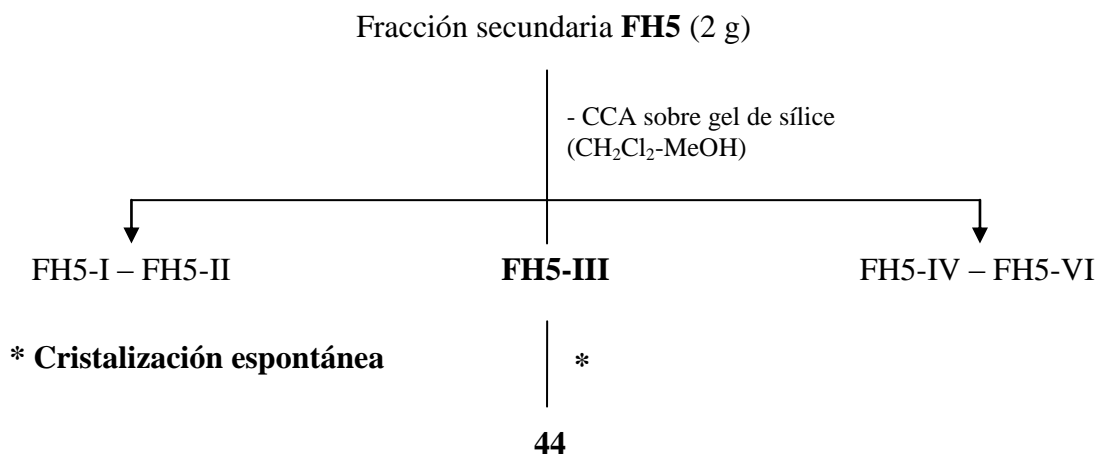 Fracción secundaria FH5 (2 g)
- CCA sobre gel de sílice
(CH₂Cl₂-MeOH)
FH5-I – FH5-II
FH5-III
FH5-IV – FH5-VI
* Cristalización espontánea
*
44